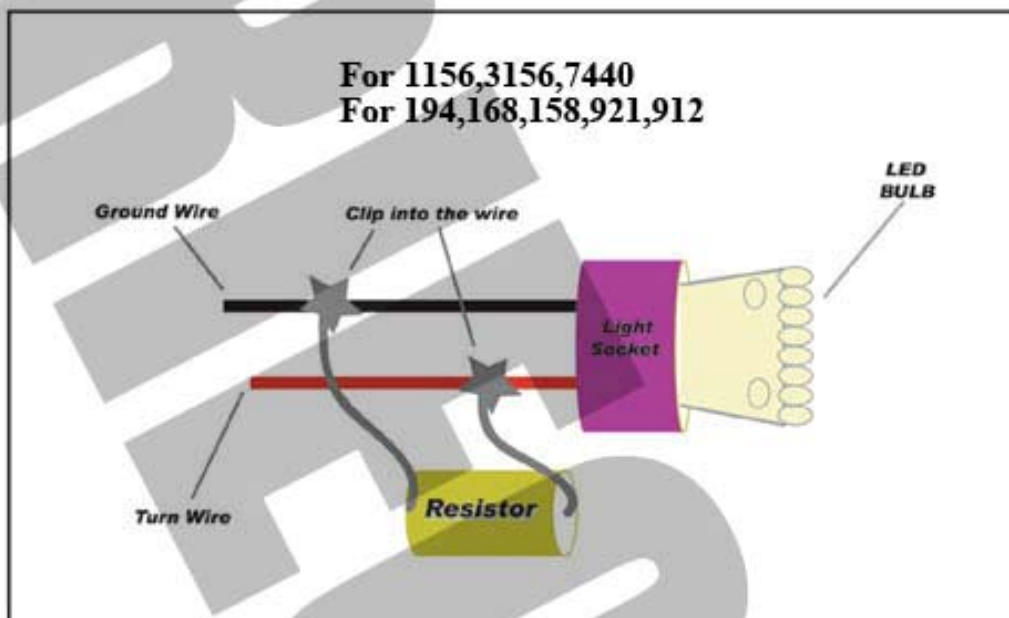 For 1156,3156,7440
For 194,168,158,921,912
LED
BULB
Ground Wire
Clip into the wire
Light
Socket
Turn Wire
Resistor